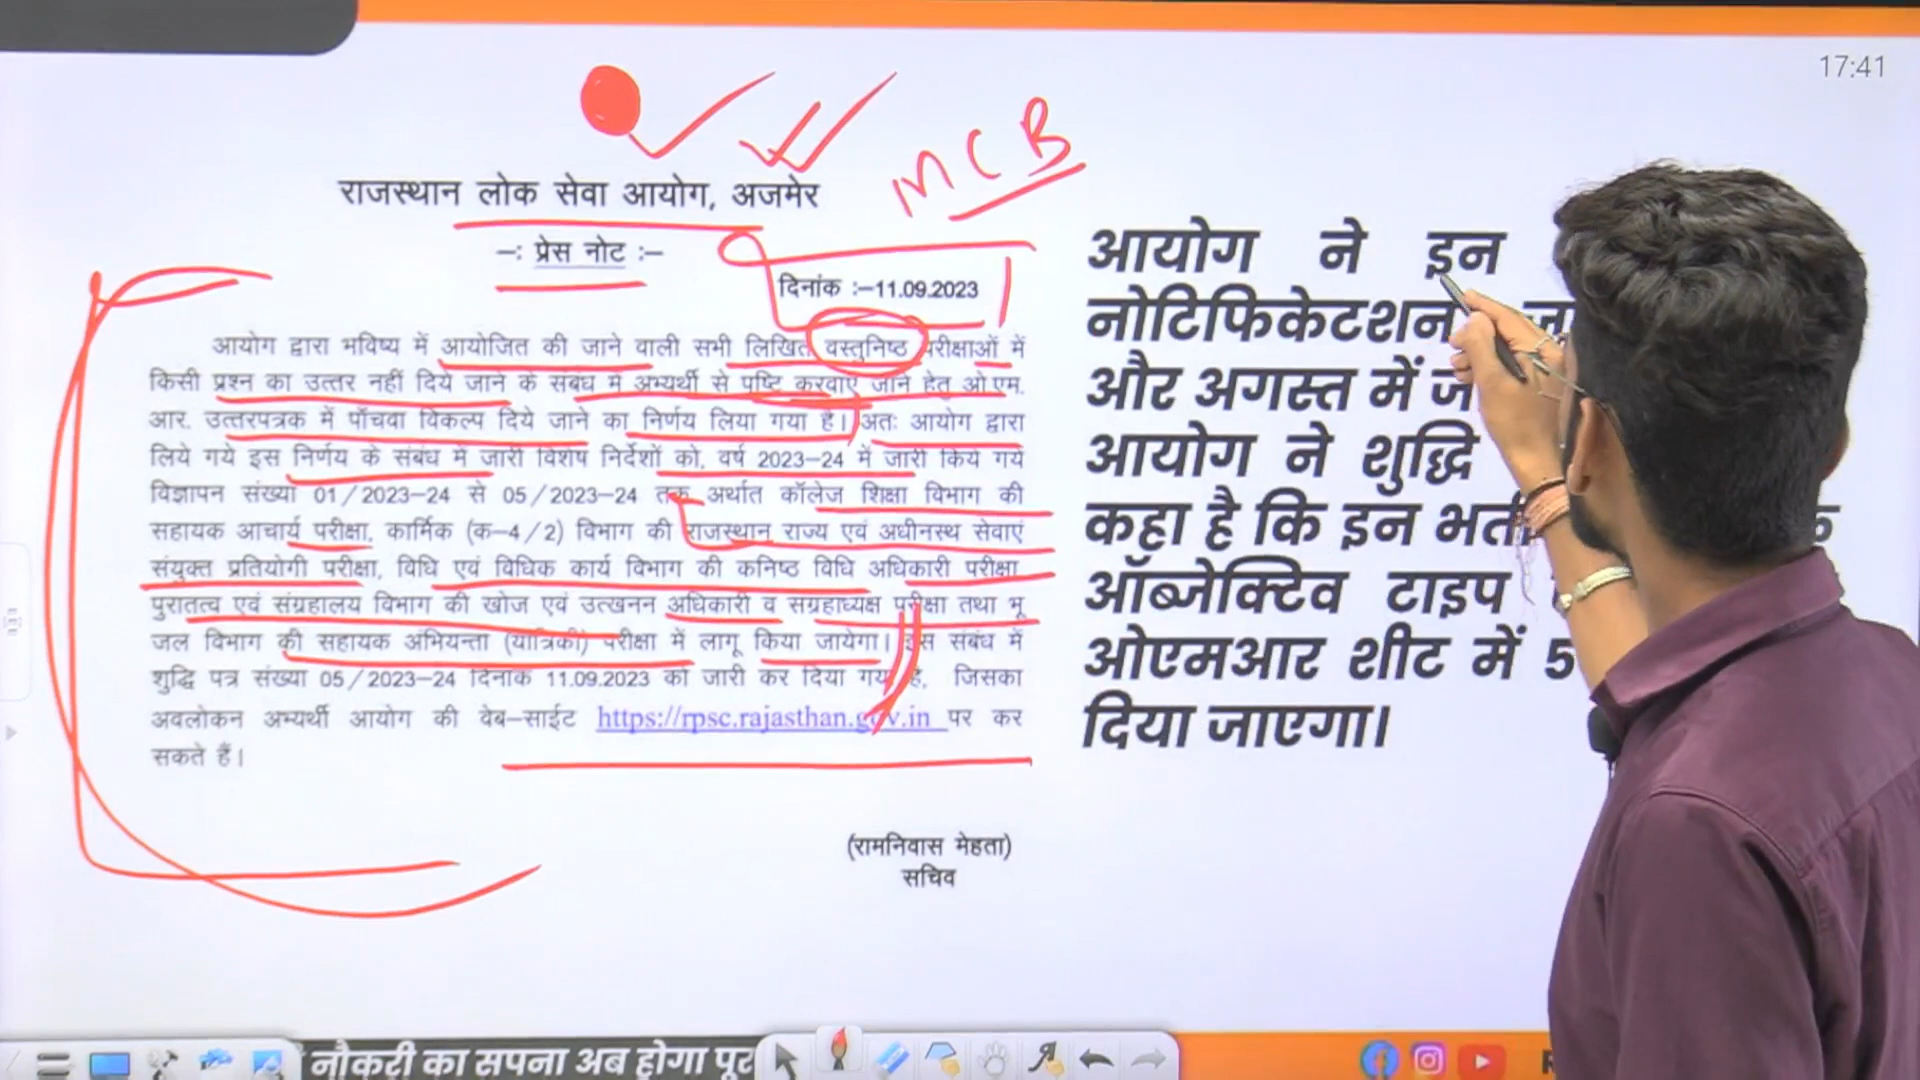 17:41
MCB
राजस्थान लोक सेवा आयोग, अजमेर
–: प्रेस नोट :–
दिनांक :–11.09.2023
आयोग द्वारा भविष्य में आयोजित की जाने वाली सभी लिखित वस्तुनिष्ठ परीक्षाओं में
किसी प्रश्न का उत्तर नहीं दिये जाने के संबंध में अभ्यर्थी से पुष्टि करवाए जाने हेतु ओ.एम.
आर. उत्तरपत्रक में पाँचवा विकल्प दिये जाने का निर्णय लिया गया है। अतः आयोग द्वारा
लिये गये इस निर्णय के संबंध में जारी विशेष निर्देशों को, वर्ष 2023–24 में जारी किये गये
विज्ञापन संख्या 01/2023–24 से 05/2023–24 तक अर्थात कॉलेज शिक्षा विभाग की
सहायक आचार्य परीक्षा, कार्मिक (क–4/2) विभाग की राजस्थान राज्य एवं अधीनस्थ सेवाएं
संयुक्त प्रतियोगी परीक्षा, विधि एवं विधिक कार्य विभाग की कनिष्ठ विधि अधिकारी परीक्षा
पुरातत्व एवं संग्रहालय विभाग की खोज एवं उत्खनन अधिकारी व संग्रहाध्यक्ष परीक्षा तथा भू
जल विभाग की सहायक अभियन्ता (यांत्रिकी) परीक्षा में लागू किया जायेगा। इस संबंध में
शुद्धि पत्र संख्या 05/2023–24 दिनांक 11.09.2023 को जारी कर दिया गया है, जिसका
अवलोकन अभ्यर्थी आयोग की वेब–साईट https://rpsc.rajasthan.gov.in पर कर
सकते हैं।
(रामनिवास मेहता)
सचिव
आयोग ने इन
नोटिफिकेटशन
और अगस्त में
आयोग ने शुद्धि
कहा है कि इन
ऑब्जेक्टिव टाइप
ओएमआर शीट में 5
दिया जाएगा।
नौकरी का सपना अब होगा पूर